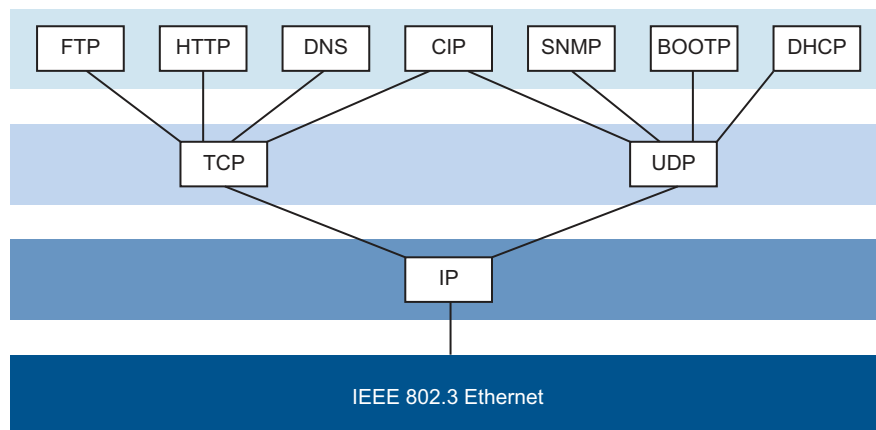 FTP
HTTP
DNS
CIP
SNMP
BOOTP
DHCP
TCP
UDP
IP
IEEE 802.3 Ethernet